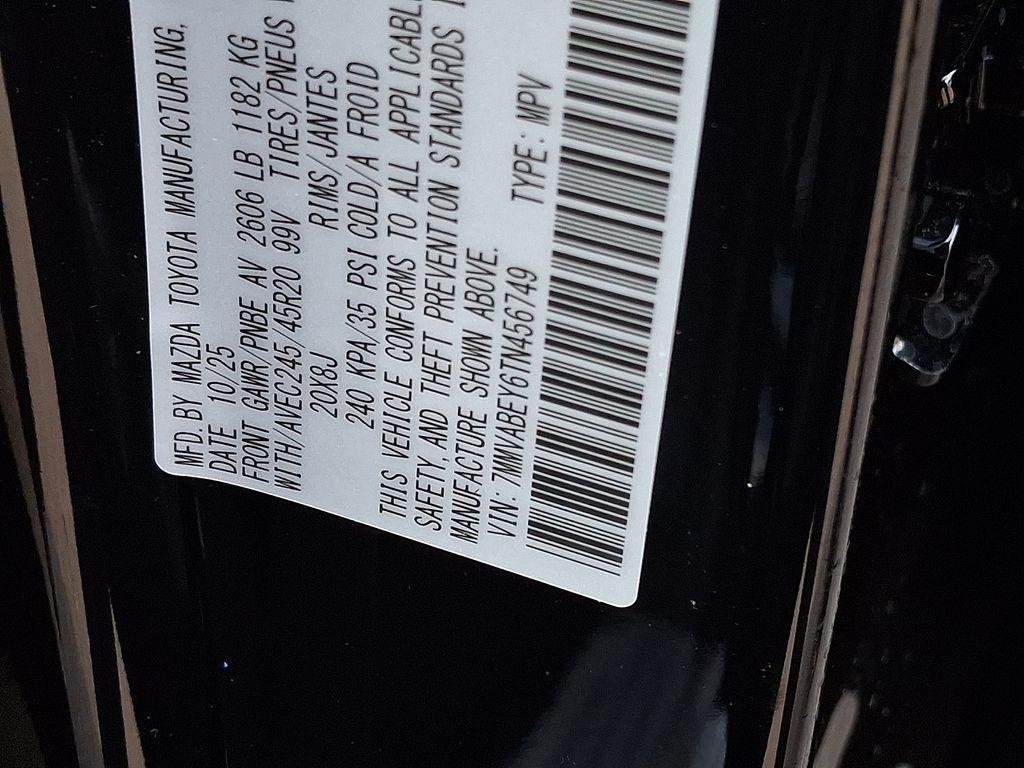 MFD.BY MAZDA TOYOTA MANUFACTURING,
DATE 10/25
FRONT GAWR/PNBE AV 2606 LB 1182 KG
WITH/AVEC245/45R20 99V TIRES/PNEUS
20X8J RIMS/JANTES
240 KPA/35 PSI COLD/A FROID
THIS VEHICLE CONFORMS TO ALL APPLICABL
SAFETY, AND THEFT PREVENTION STANDARDS
MANUFACTURE SHOWN ABOVE.
VIN: 7MMVABEY6TN456749 TYPE: MPV